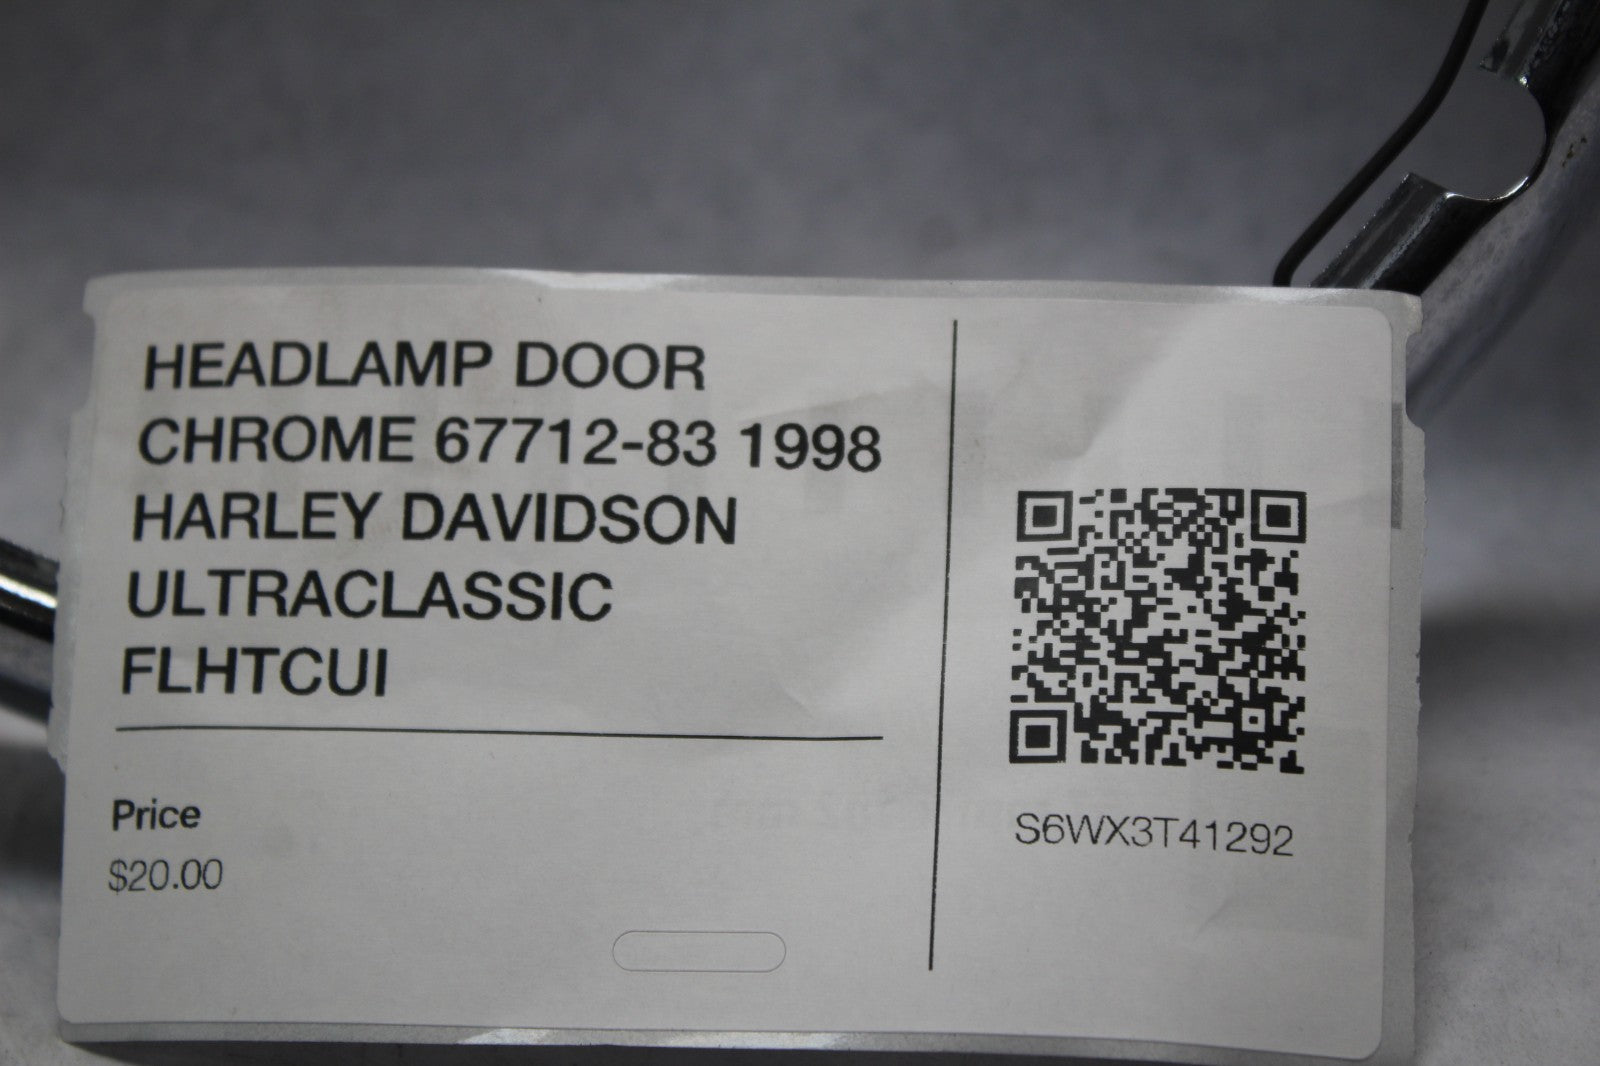 HEADLAMP DOOR
CHROME 67712-83 1998
HARLEY DAVIDSON
ULTRACLASSIC
FLHTCUI
Price
$20.00
S6WX3T41292